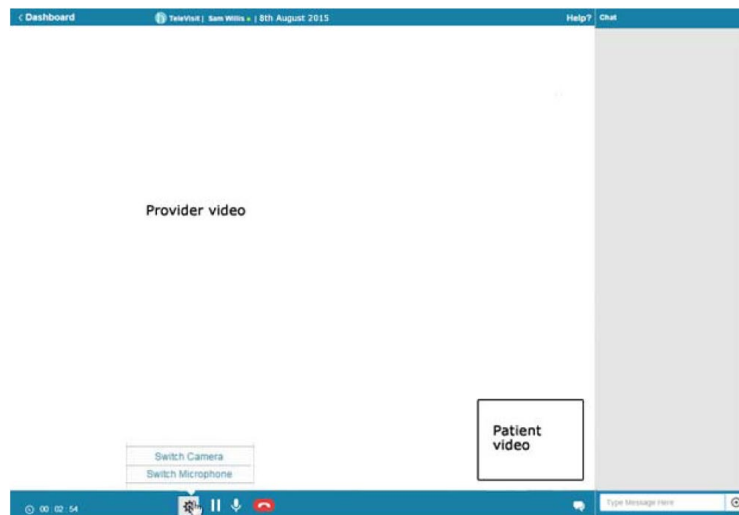 < Dashboard
TeleVisit | Sam Willis | 8th August 2015
Help?
Chat
Provider video
Patient
video
Switch Camera
Switch Microphone
00 : 02 : 54
Type Message Here